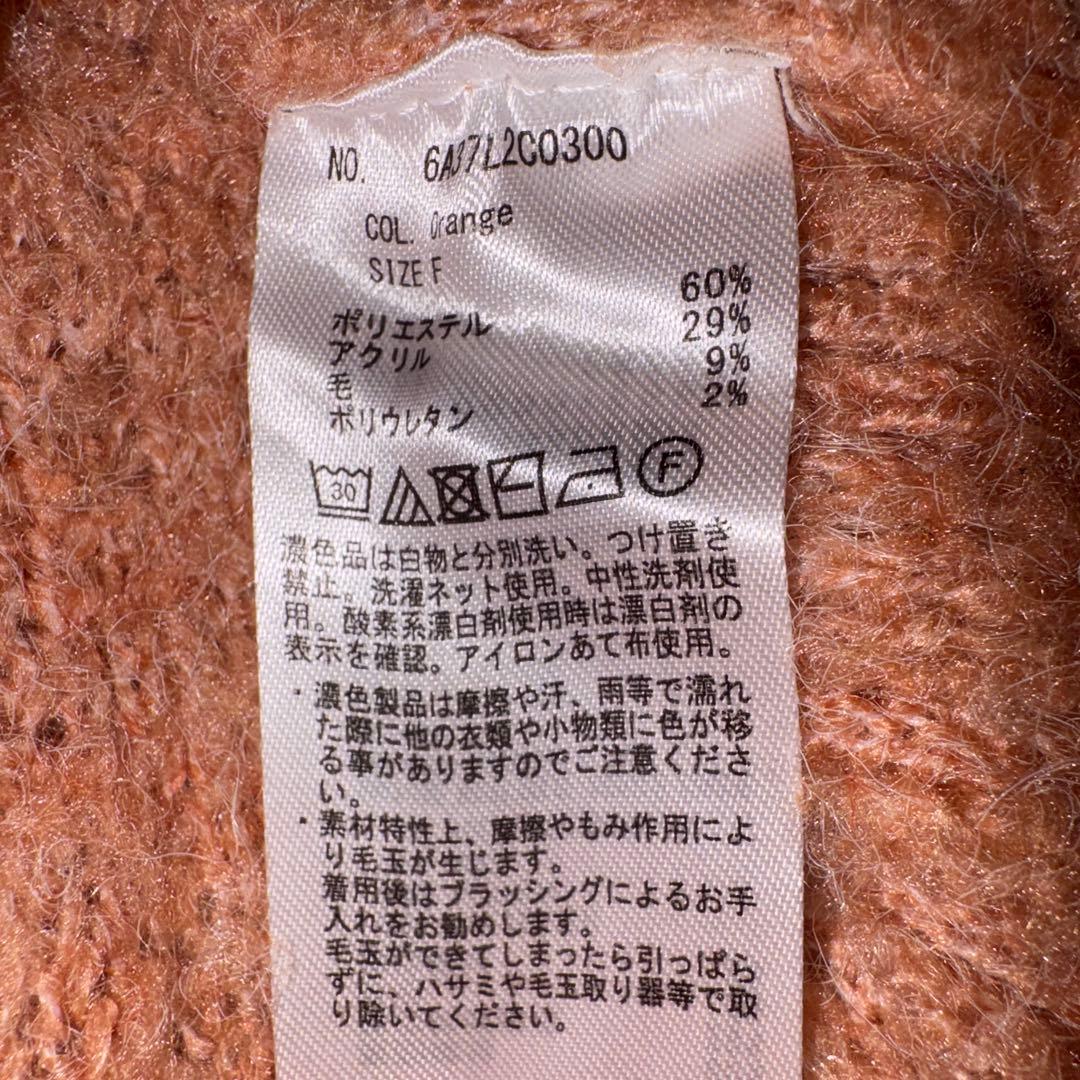 NO. 6A37L2C0300
COL. Orange
SIZE F
ポリエステル 60%
アクリル 29%
毛 9%
ポリウレタン 2%
30 F
濃色品は白物と分別洗い。つけ置き
禁止。洗濯ネット使用。中性洗剤使
用。酸素系漂白剤使用時は漂白剤の
表示を確認。アイロンあて布使用。
・濃色製品は摩擦や汗、雨等で濡れ
た際に他の衣類や小物類に色が移
る事がありますのでご注意くださ
い。
・素材特性上、摩擦やもみ作用によ
り毛玉が生じます。
着用後はブラッシングによるお手
入れをお勧めします。
毛玉ができてしまったら引っぱら
ずに、ハサミや毛玉取り器等で取
り除いてください。